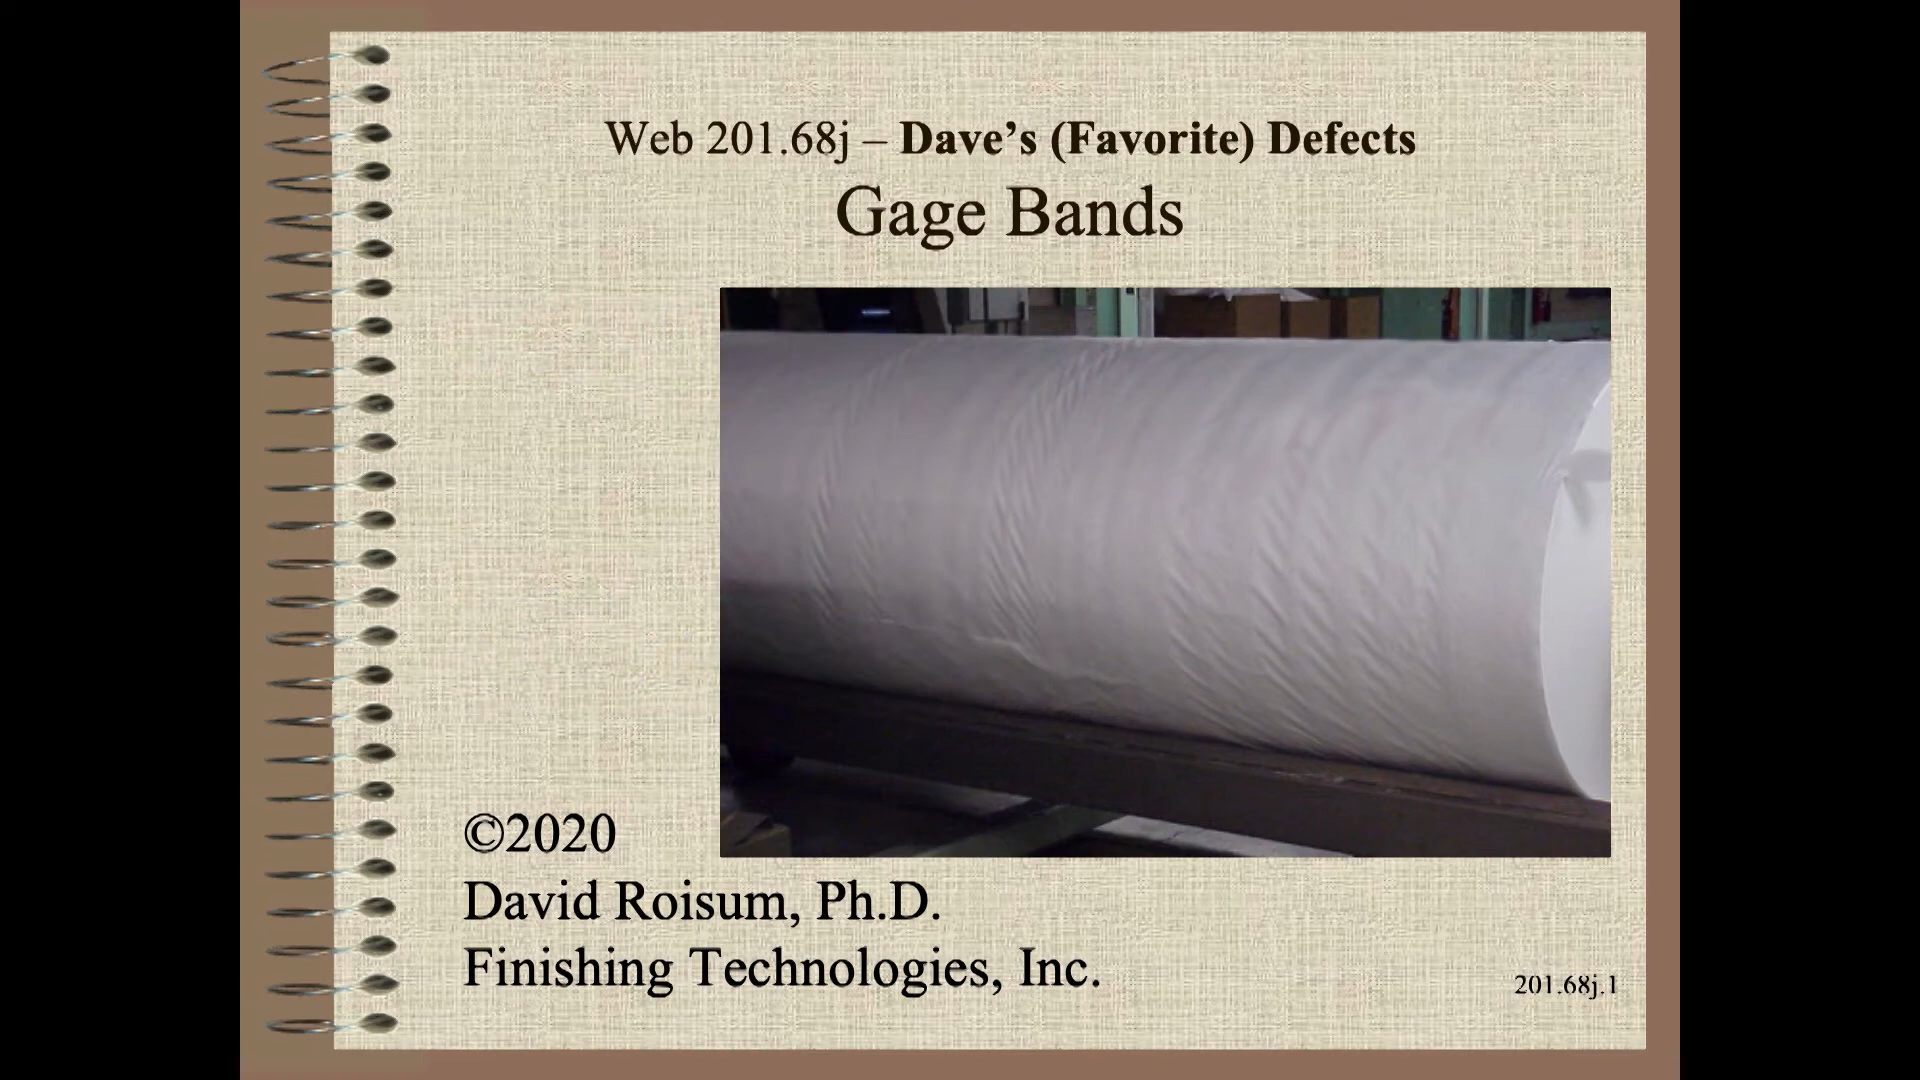 Web 201.68j – Dave’s (Favorite) Defects
Gage Bands
©2020
David Roisum, Ph.D.
Finishing Technologies, Inc.
201.68j.1